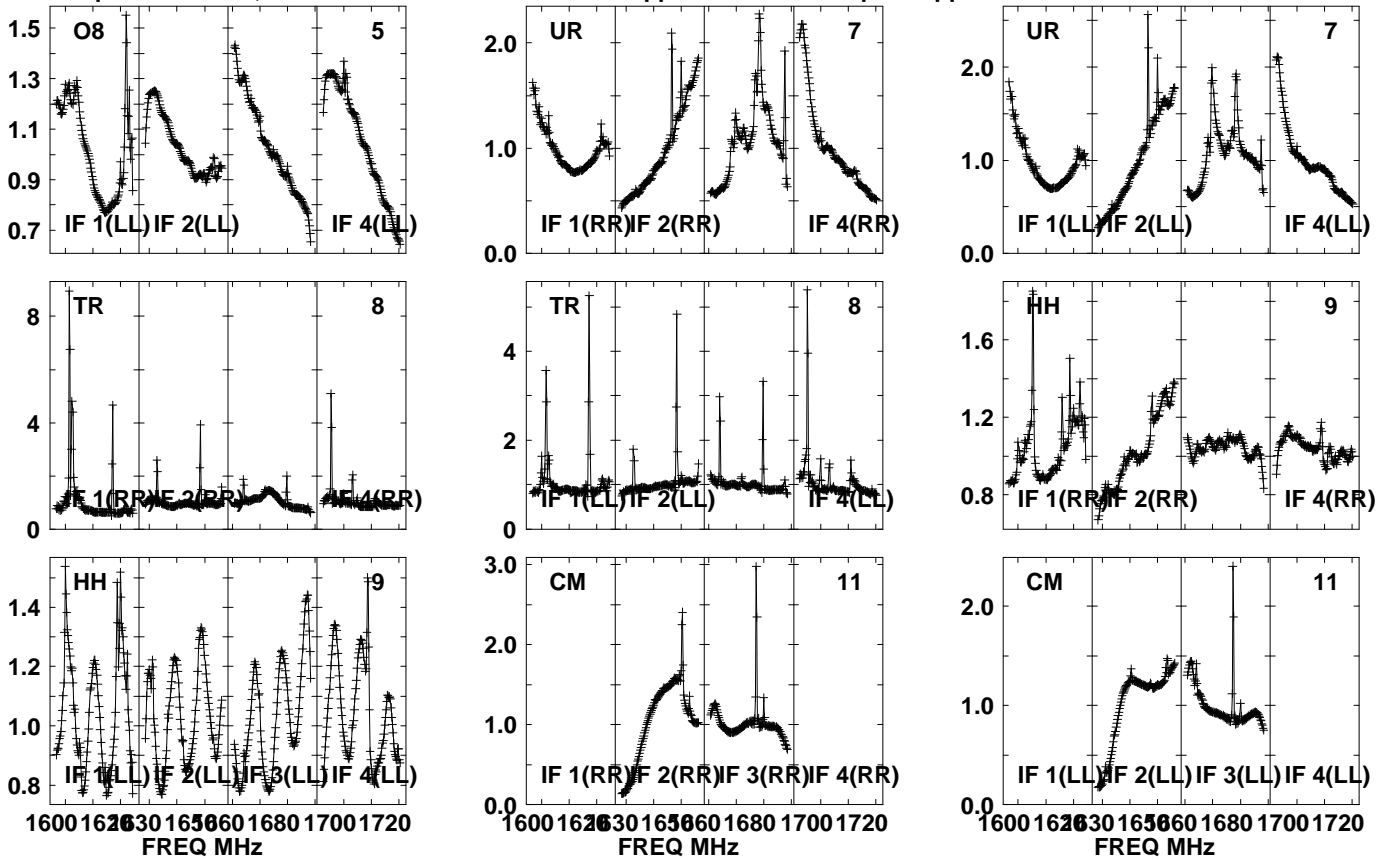 O8 5
1.5
1.3
1.1
0.9
0.7
IF 1(LL) IF 2(LL) IF 4(LL)
UR 7
2.0
1.0
0.0
IF 1(RR) IF 2(RR) IF 4(RR)
UR 7
2.0
1.0
0.0
IF 1(LL) IF 2(LL) IF 4(LL)
TR 8
8
6
4
2
0
IF 1(RR) IF 2(RR) IF 4(RR)
TR 8
4
2
0
IF 1(LL) IF 2(LL) IF 4(LL)
HH 9
1.6
1.2
0.8
IF 1(RR) IF 2(RR) IF 4(RR)
HH 9
1.4
1.2
1.0
0.8
IF 1(LL) IF 2(LL) IF 3(LL) IF 4(LL)
1600 1620 1630 1650 1660 1680 1700 1720
FREQ MHz
CM 11
3.0
2.0
1.0
0.0
IF 1(RR) IF 2(RR) IF 3(RR) IF 4(RR)
1600 1620 1630 1650 1660 1680 1700 1720
FREQ MHz
CM 11
2.0
1.0
0.0
IF 1(LL) IF 2(LL) IF 3(LL) IF 4(LL)
1600 1620 1630 1650 1660 1680 1700 1720
FREQ MHz